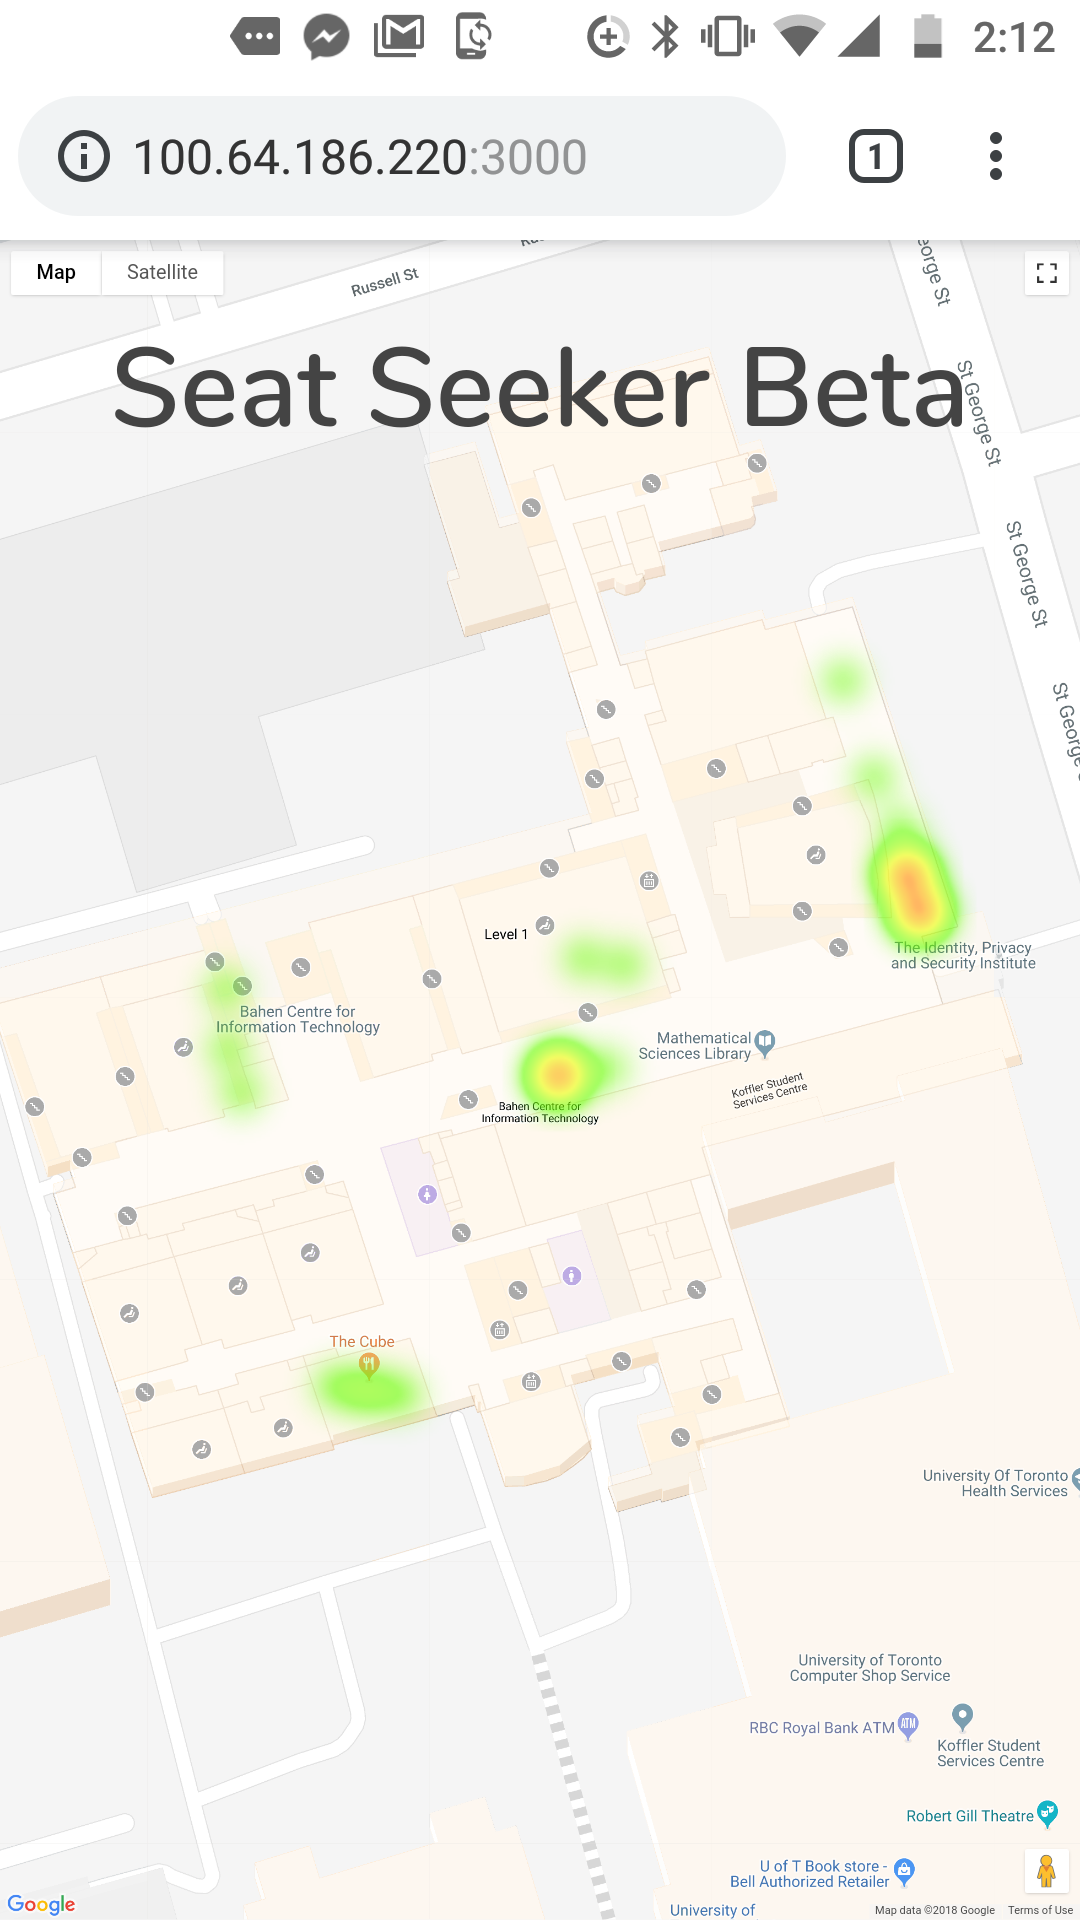 2:12
100.64.186.220:3000
1
Map
Satellite
Russell St
St George St
Seat Seeker Beta
St George St
St George St
Level 1
The Identity, Privacy
and Security Institute
Bahen Centre for
Information Technology
Mathematical
Sciences Library
Koffler Student
Services Centre
Bahen Centre for
Information Technology
The Cube
University Of Toronto
Health Services
University of Toronto
Computer Shop Service
RBC Royal Bank ATM
ATM
Koffler Student
Services Centre
Robert Gill Theatre
U of T Book store -
Bell Authorized Retailer
University of
Google
Map data ©2018 Google
Terms of Use